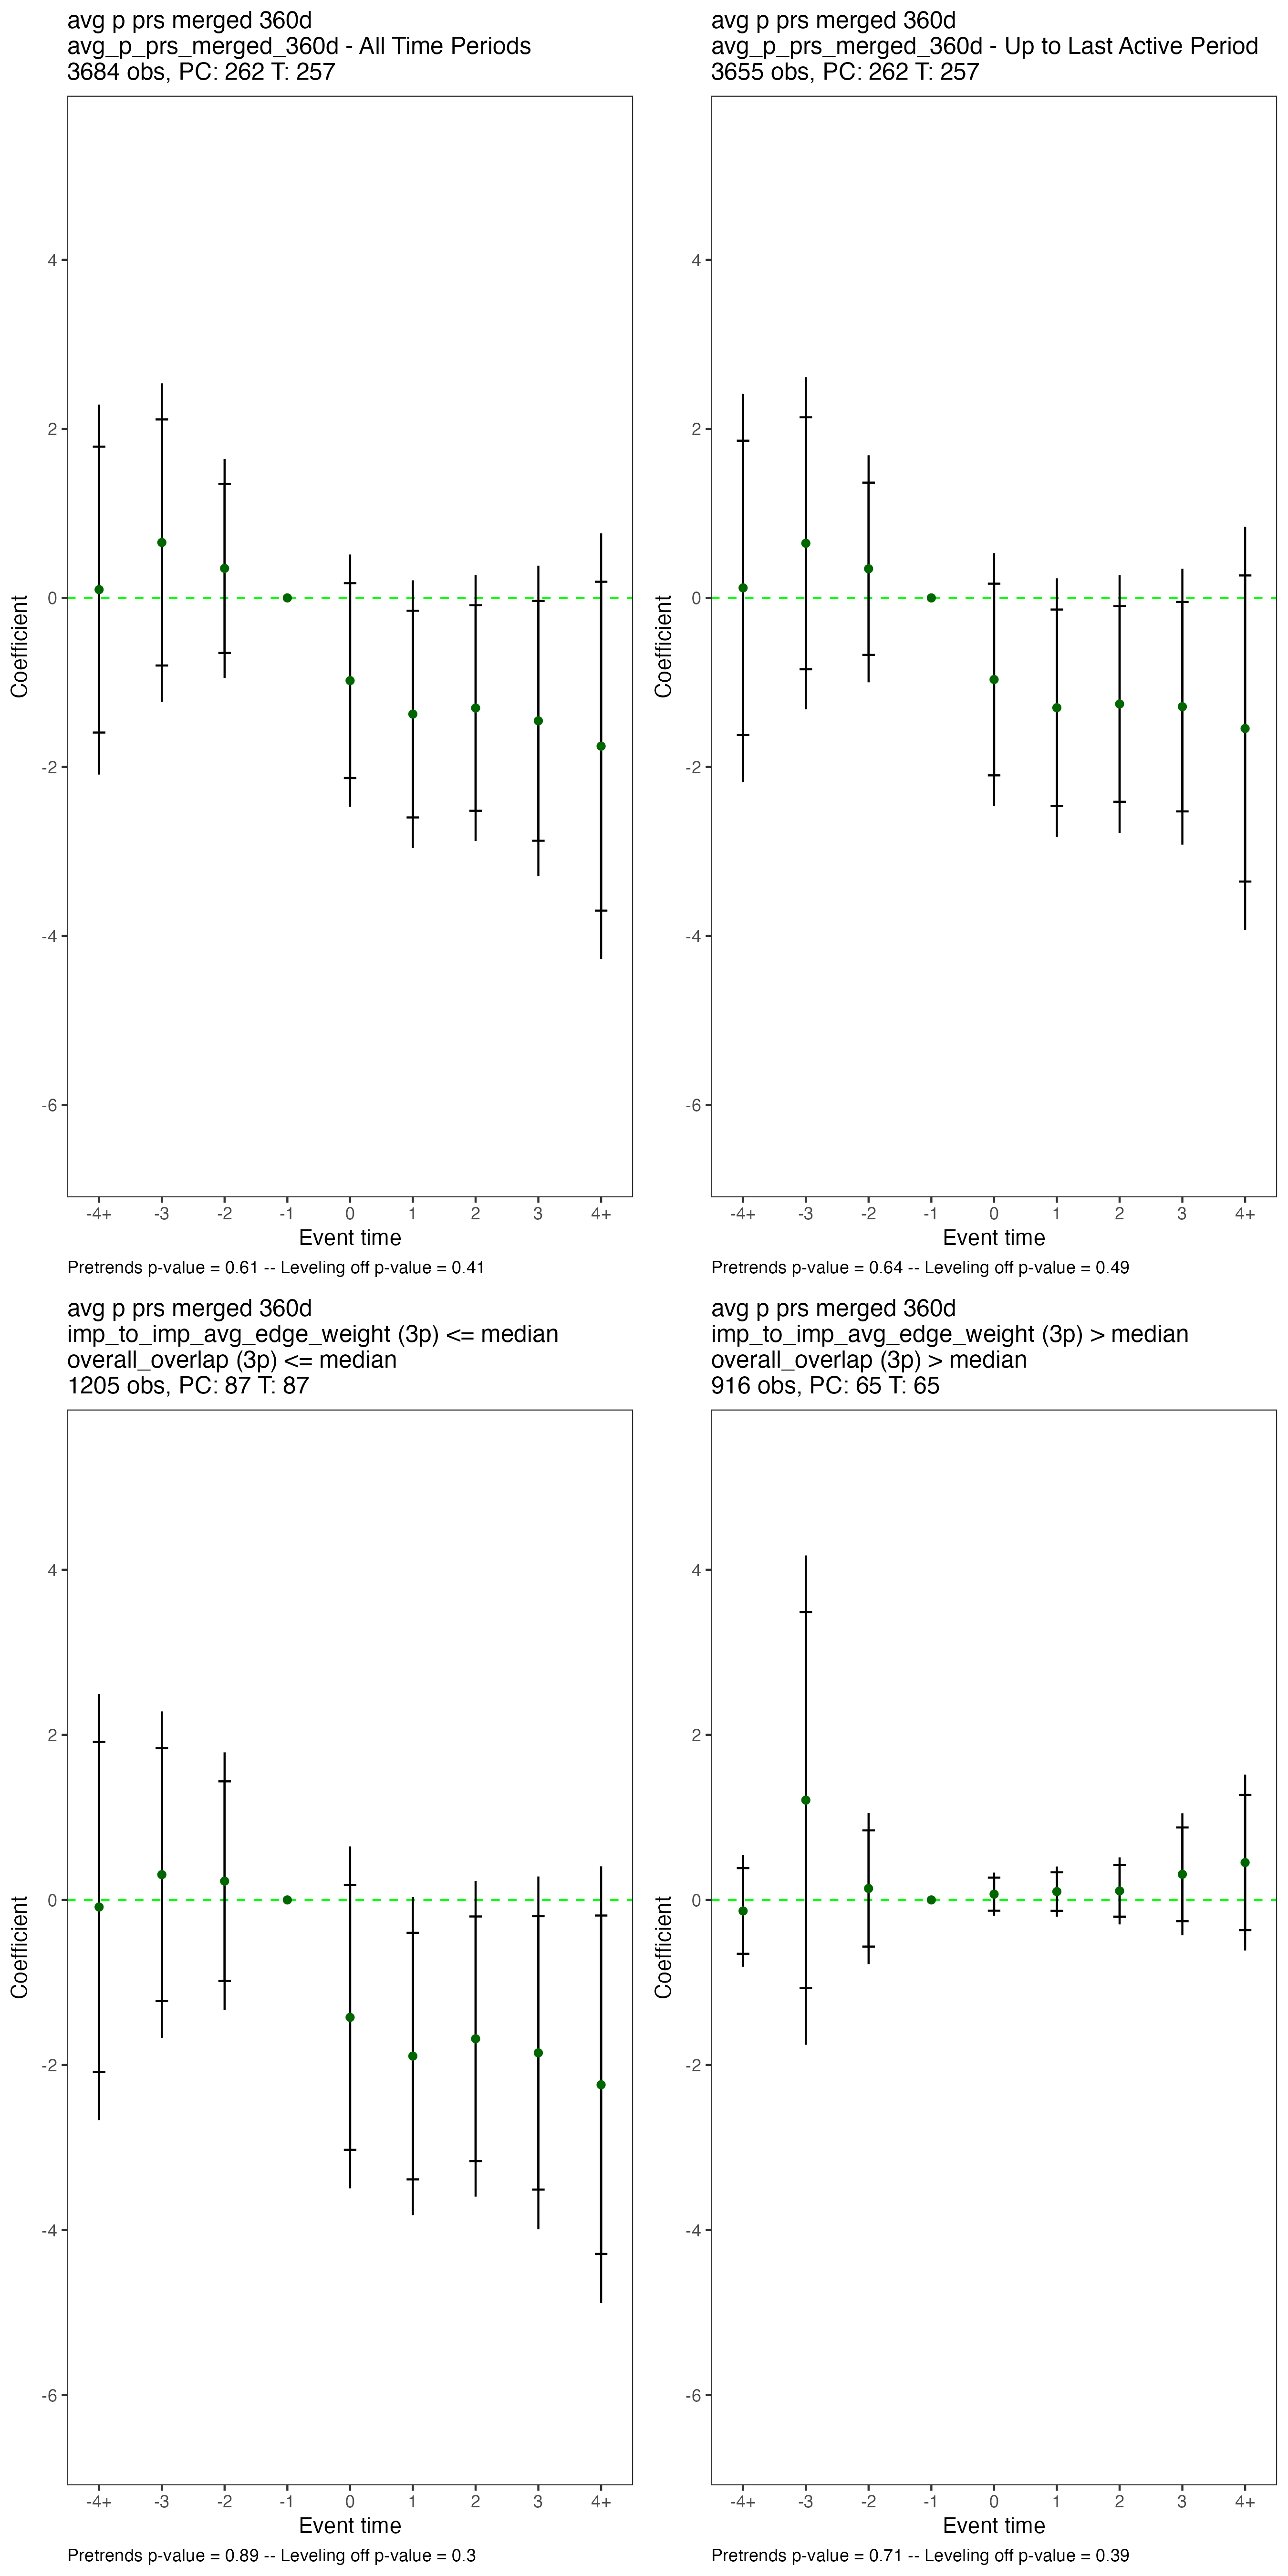 avg p prs merged 360d
avg_p_prs_merged_360d - All Time Periods
3684 obs, PC: 262 T: 257
4
2
0
-2
-4
-6
Coefficient
-4+ -3 -2 -1 0 1 2 3 4+
Event time
Pretrends p-value = 0.61 -- Leveling off p-value = 0.41
avg p prs merged 360d
avg_p_prs_merged_360d - Up to Last Active Period
3655 obs, PC: 262 T: 257
4
2
0
-2
-4
-6
Coefficient
-4+ -3 -2 -1 0 1 2 3 4+
Event time
Pretrends p-value = 0.64 -- Leveling off p-value = 0.49
avg p prs merged 360d
imp_to_imp_avg_edge_weight (3p) <= median
overall_overlap (3p) <= median
1205 obs, PC: 87 T: 87
4
2
0
-2
-4
-6
Coefficient
-4+ -3 -2 -1 0 1 2 3 4+
Event time
Pretrends p-value = 0.89 -- Leveling off p-value = 0.3
avg p prs merged 360d
imp_to_imp_avg_edge_weight (3p) > median
overall_overlap (3p) > median
916 obs, PC: 65 T: 65
4
2
0
-2
-4
-6
Coefficient
-4+ -3 -2 -1 0 1 2 3 4+
Event time
Pretrends p-value = 0.71 -- Leveling off p-value = 0.39